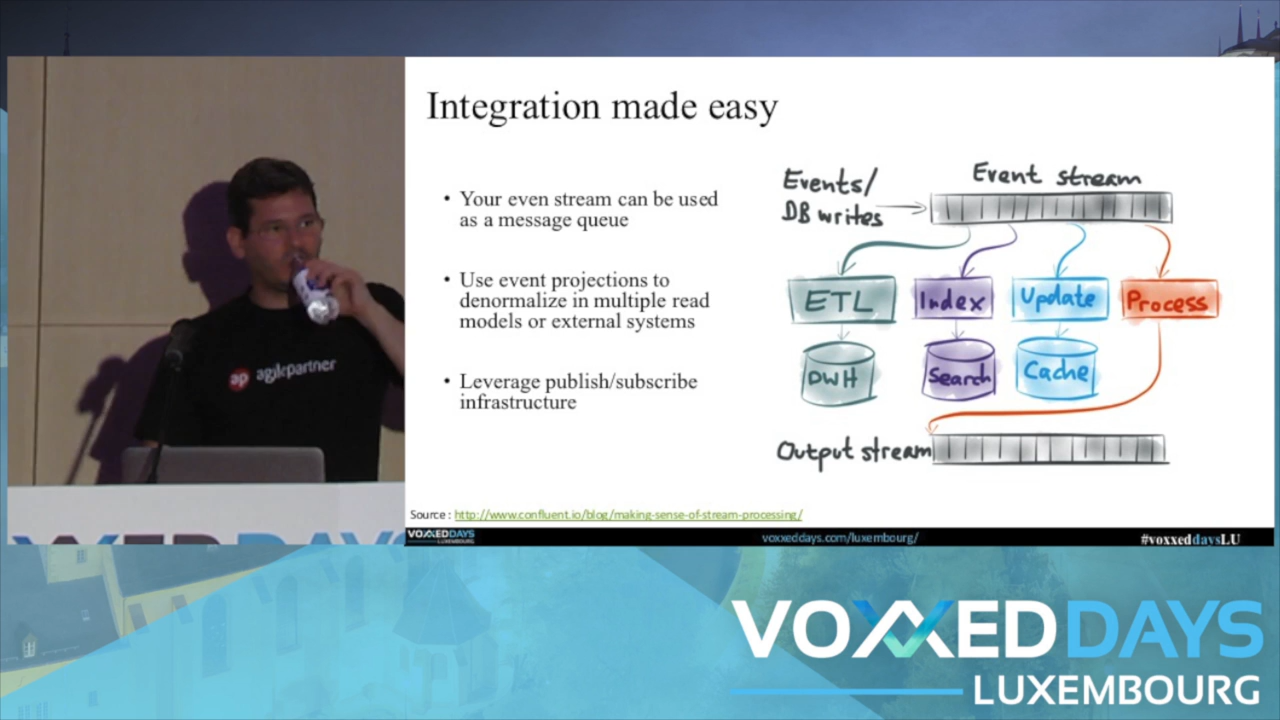 Integration made easy
• Your even stream can be used
as a message queue
• Use event projections to
denormalize in multiple read
models or external systems
• Leverage publish/subscribe
infrastructure
Events/
DB writes
Event stream
ETL
Index
Update
Process
DWH
Search
Cache
Output stream
Source : http://www.confluent.io/blog/making-sense-of-stream-processing/
VOXXEDDAYS
LUXEMBOURG
voxxeddays.com/luxembourg/
#voxxeddaysLU
ap agilepartner
VOXXED DAYS
VOXXEDDAYS
LUXEMBOURG